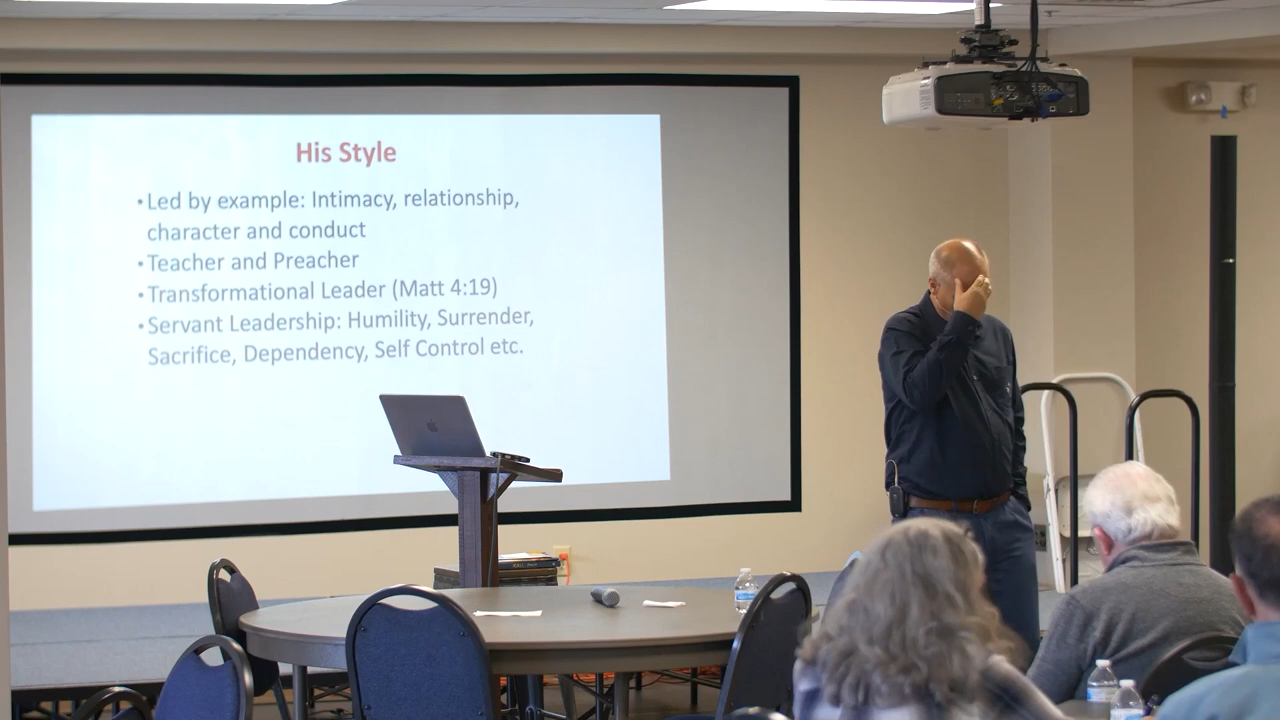 His Style
•Led by example: Intimacy, relationship,
character and conduct
•Teacher and Preacher
•Transformational Leader (Matt 4:19)
•Servant Leadership: Humility, Surrender,
Sacrifice, Dependency, Self Control etc.